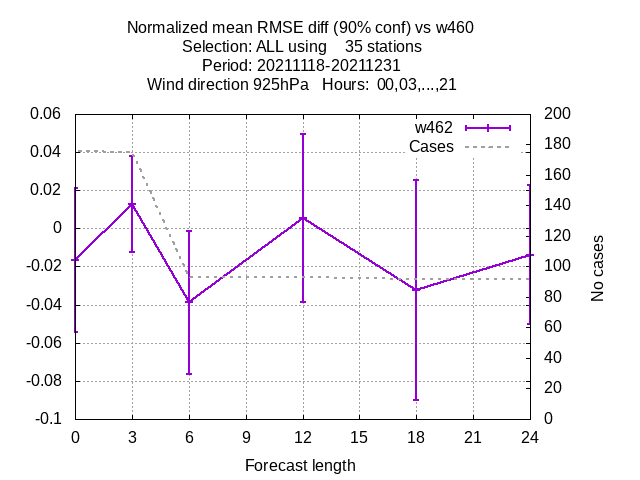 Normalized mean RMSE diff (90% conf) vs w460
Selection: ALL using    35 stations
Period: 20211118-20211231
Wind direction 925hPa   Hours:  00,03,...,21
w462
Cases
0.06
0.04
0.02
0
-0.02
-0.04
-0.06
-0.08
-0.1
200
180
160
140
120
100
80
60
40
20
0
No cases
0 3 6 9 12 15 18 21 24
Forecast length